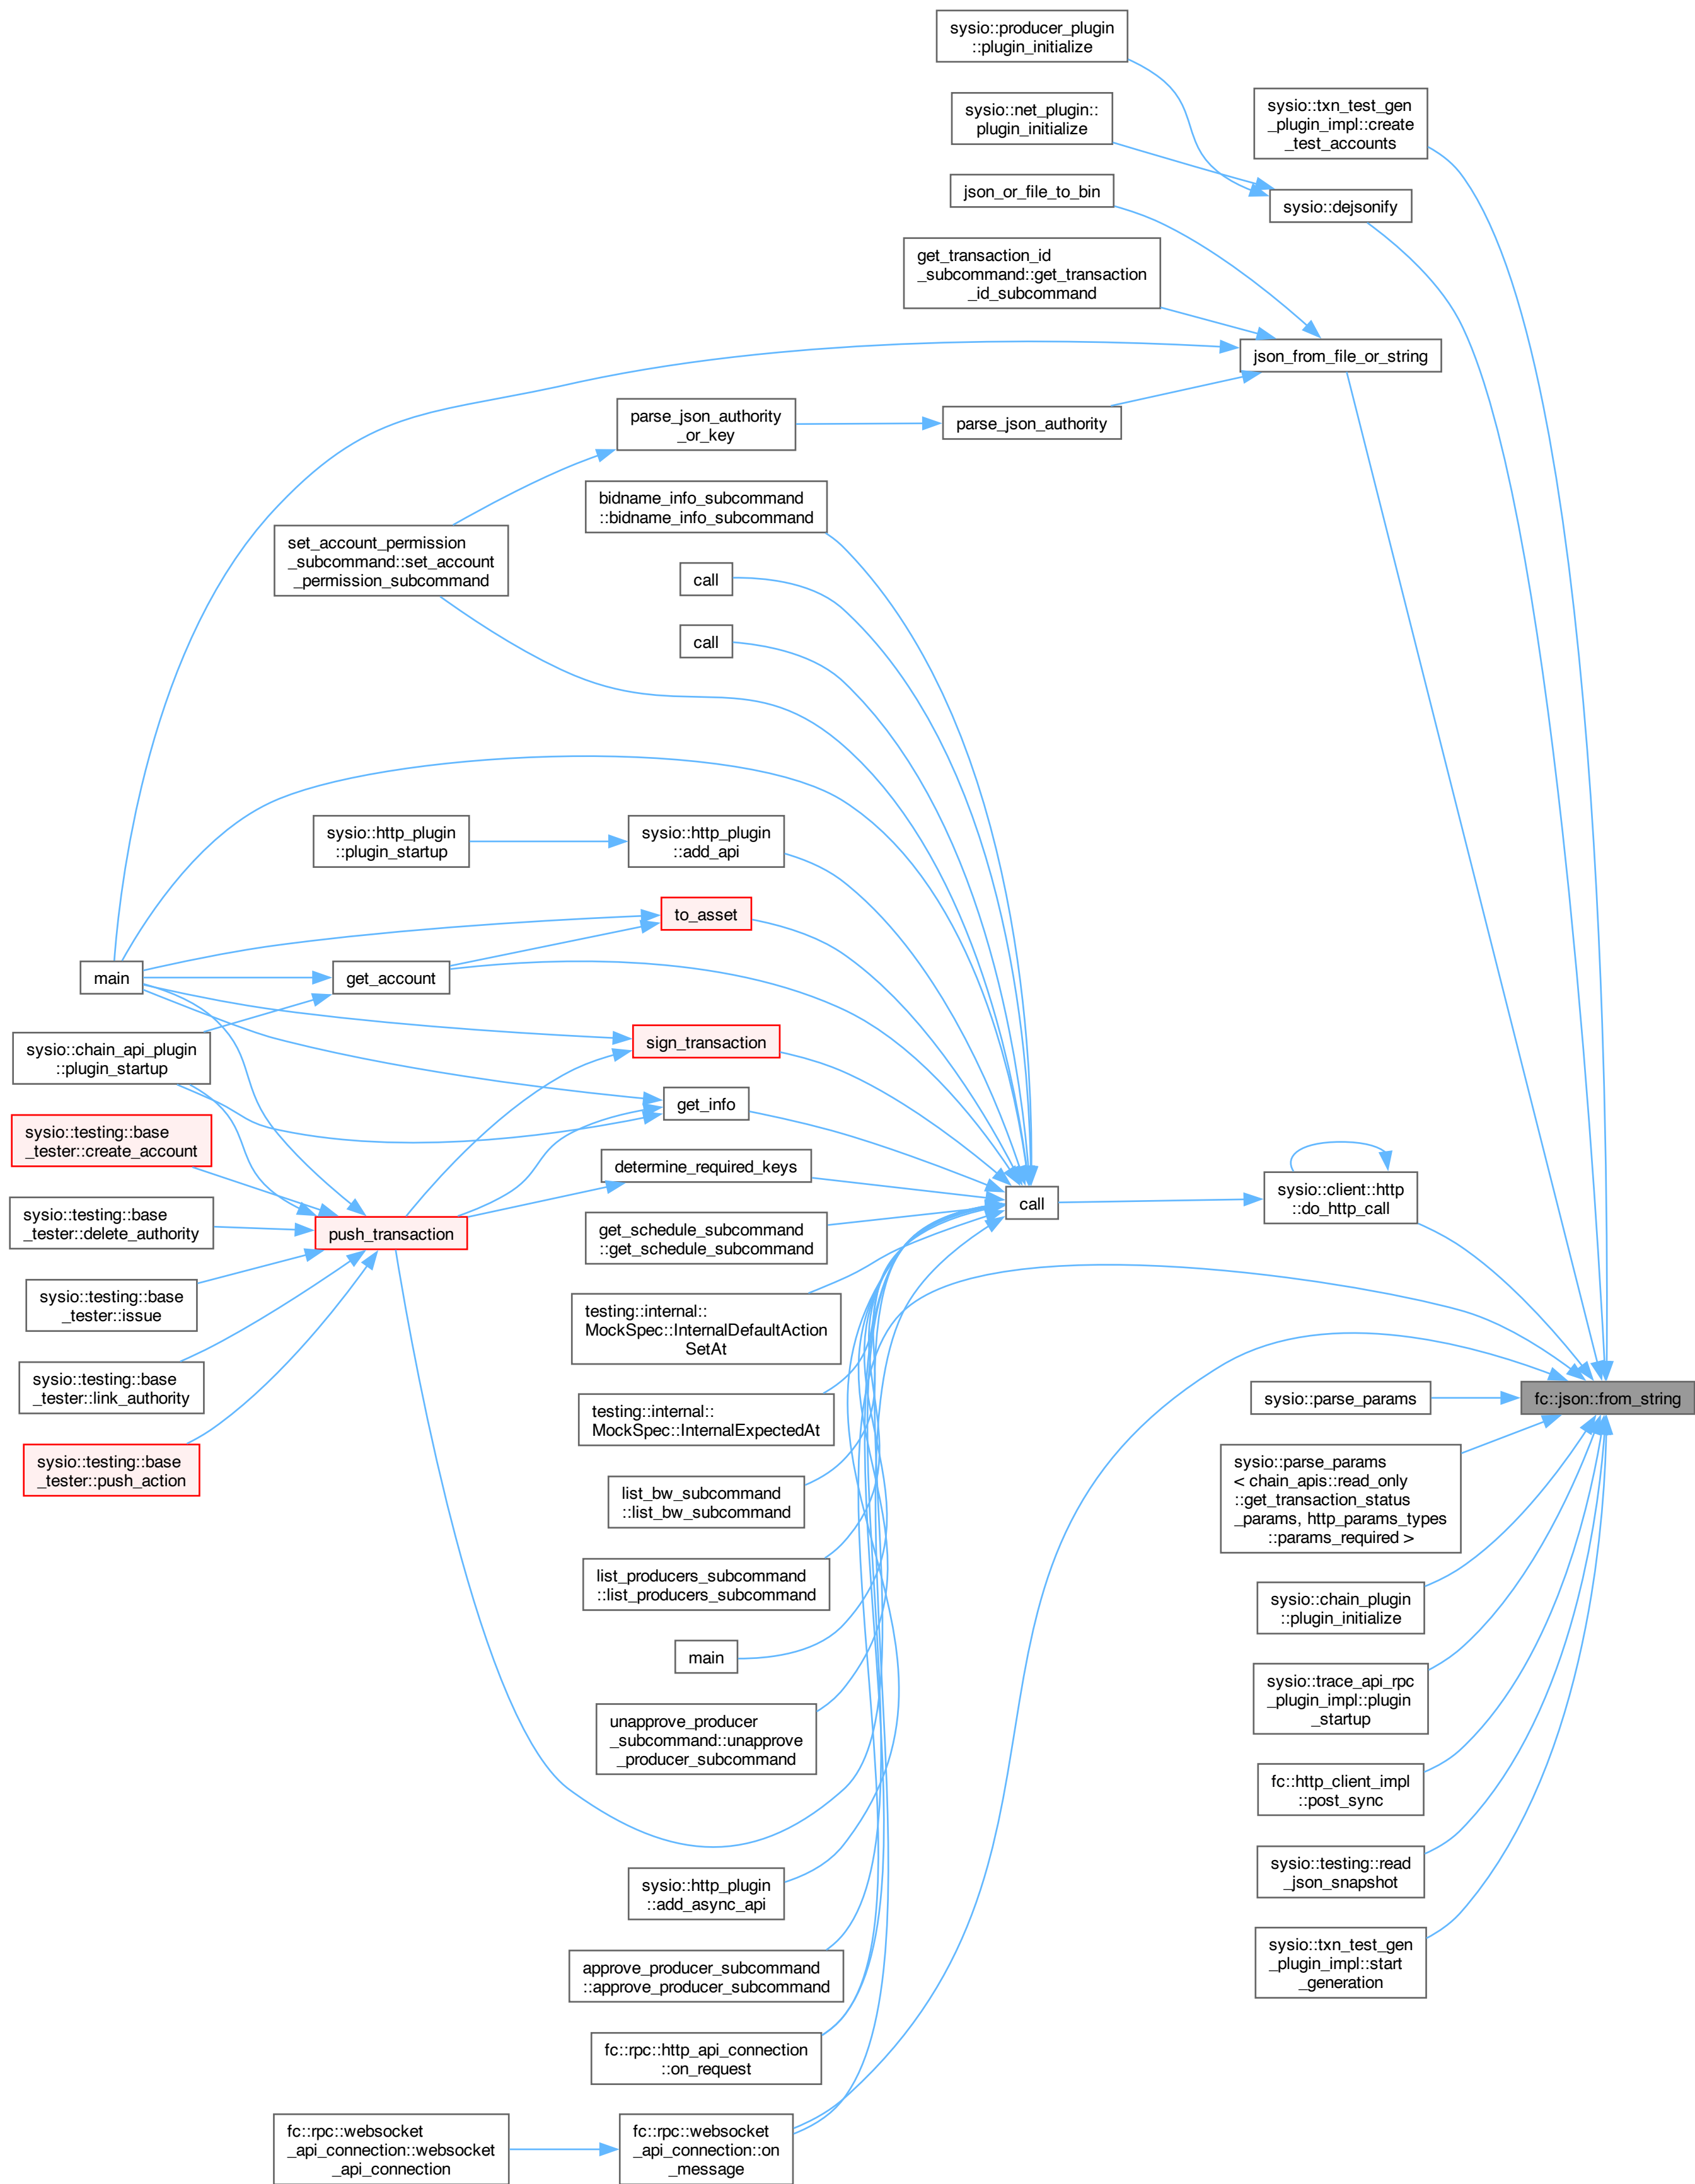 sysio::producer_plugin
::plugin_initialize
sysio::net_plugin::
plugin_initialize
sysio::txn_test_gen
_plugin_impl::create
_test_accounts
json_or_file_to_bin
sysio::dejsonify
get_transaction_id
_subcommand::get_transaction
_id_subcommand
json_from_file_or_string
parse_json_authority
_or_key
parse_json_authority
bidname_info_subcommand
::bidname_info_subcommand
set_account_permission
_subcommand::set_account
_permission_subcommand
call
call
sysio::http_plugin
::plugin_startup
sysio::http_plugin
::add_api
to_asset
main
get_account
sysio::chain_api_plugin
::plugin_startup
sign_transaction
get_info
sysio::testing::base
_tester::create_account
determine_required_keys
call
sysio::client::http
::do_http_call
sysio::testing::base
_tester::delete_authority
push_transaction
get_schedule_subcommand
::get_schedule_subcommand
sysio::testing::base
_tester::issue
testing::internal::
MockSpec::InternalDefaultAction
SetAt
sysio::testing::base
_tester::link_authority
testing::internal::
MockSpec::InternalExpectedAt
sysio::parse_params
fc::json::from_string
sysio::testing::base
_tester::push_action
list_bw_subcommand
::list_bw_subcommand
sysio::parse_params
< chain_apis::read_only
::get_transaction_status
_params, http_params_types
::params_required >
list_producers_subcommand
::list_producers_subcommand
sysio::chain_plugin
::plugin_initialize
main
sysio::trace_api_rpc
_plugin_impl::plugin
_startup
unapprove_producer
_subcommand::unapprove
_producer_subcommand
fc::http_client_impl
::post_sync
sysio::http_plugin
::add_async_api
sysio::testing::read
_json_snapshot
approve_producer_subcommand
::approve_producer_subcommand
sysio::txn_test_gen
_plugin_impl::start
_generation
fc::rpc::http_api_connection
::on_request
fc::rpc::websocket
_api_connection::websocket
_api_connection
fc::rpc::websocket
_api_connection::on
_message